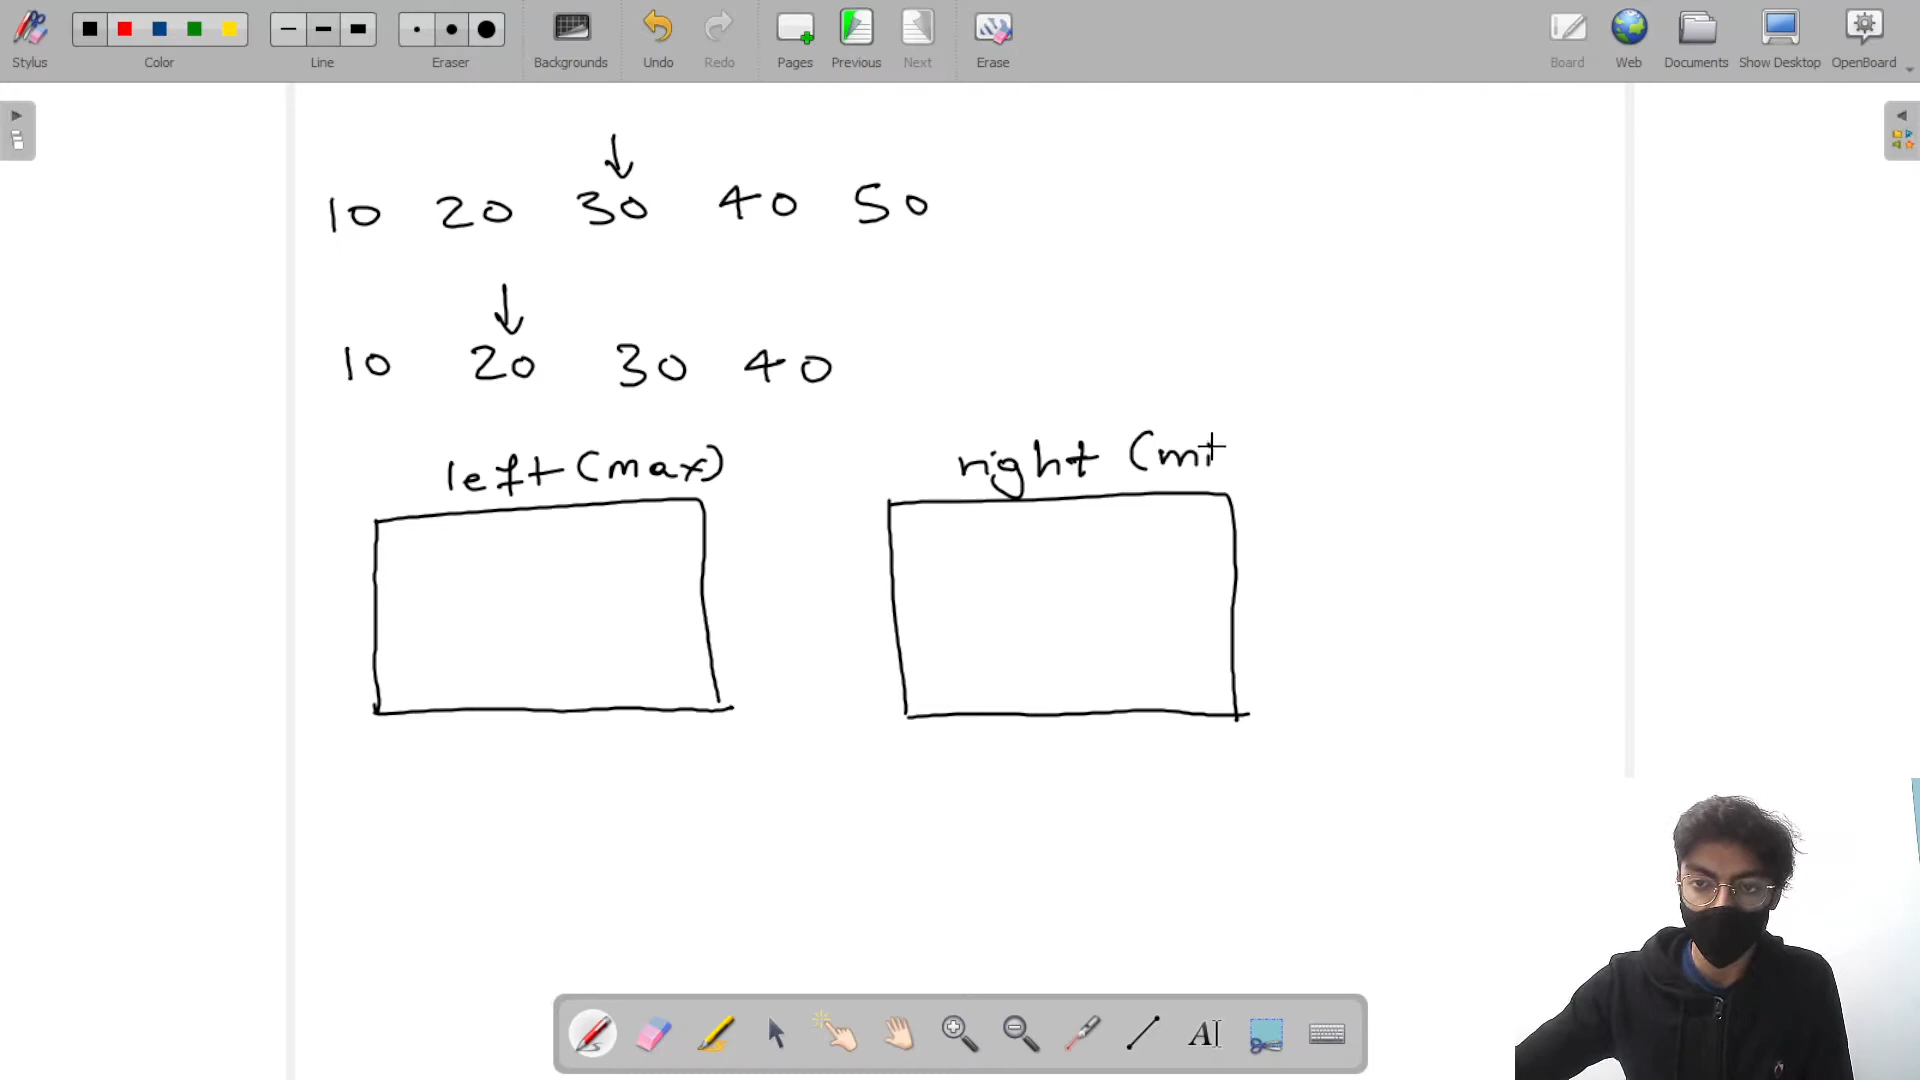 Stylus Color Line Eraser Backgrounds Undo Redo Pages Previous Next Erase Board Web Documents Show Desktop OpenBoard
10 20 30 40 50
10 20 30 40
left (max) right (mi
AI